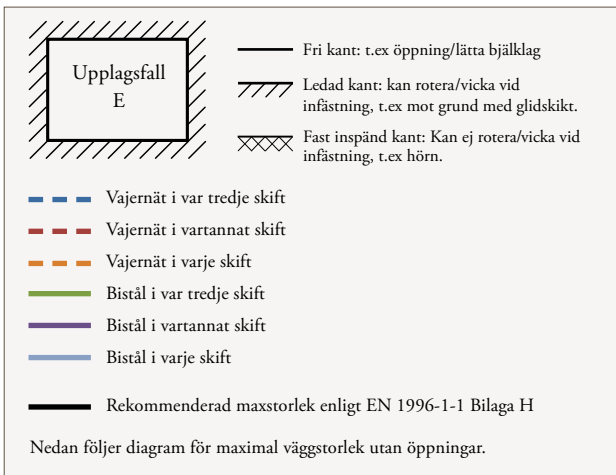 Upplagsfall
E
Fri kant: t.ex öppning/lätta bjälklag
Ledad kant: kan rotera/vicka vid
infästning, t.ex mot grund med glidskikt.
Fast inspänd kant: Kan ej rotera/vicka vid
infästning, t.ex hörn.
Vajernät i var tredje skift
Vajernät i vartannat skift
Vajernät i varje skift
Bistål i var tredje skift
Bistål i vartannat skift
Bistål i varje skift
Rekommenderad maxstorlek enligt EN 1996-1-1 Bilaga H
Nedan följer diagram för maximal väggstorlek utan öppningar.